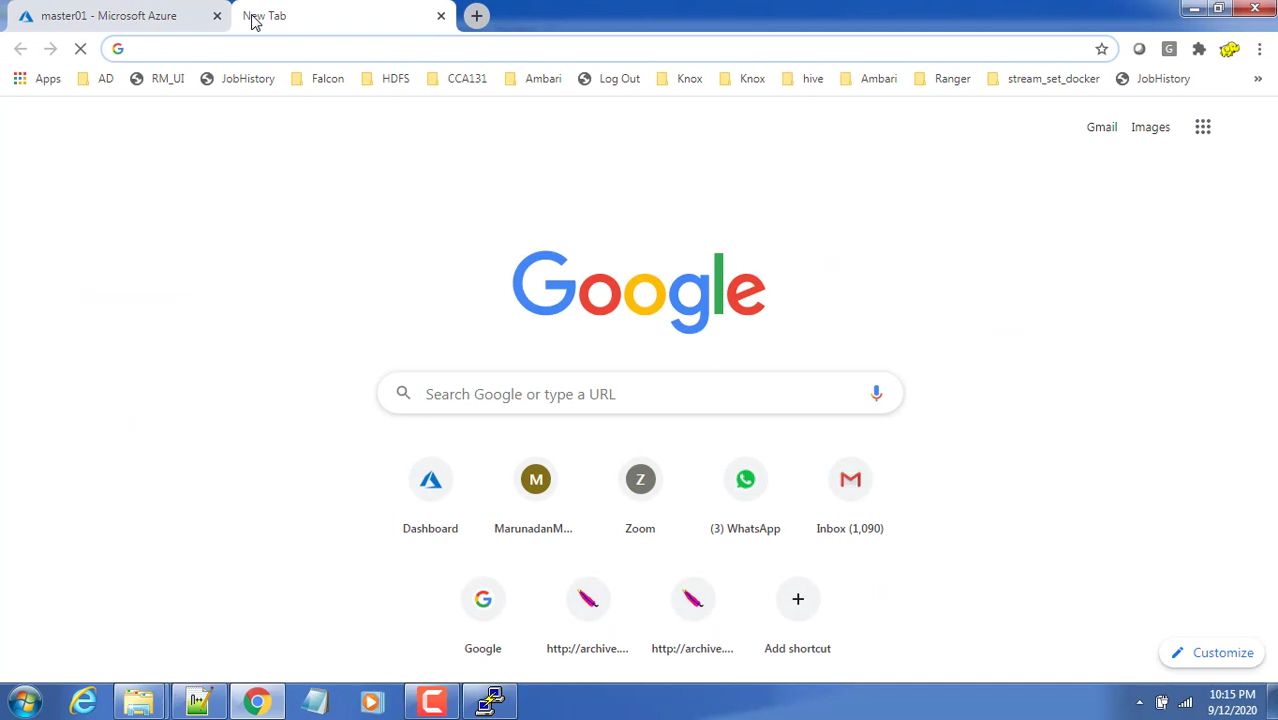 master01 - Microsoft Azure
New Tab
Apps AD RM_UI JobHistory Falcon HDFS CCA131 Ambari Log Out Knox Knox hive Ambari Ranger stream_set_docker JobHistory »
Gmail Images
Google
Search Google or type a URL
M Z
Dashboard MarunadanM... Zoom (3) WhatsApp Inbox (1,090)
Google http://archive.... http://archive.... Add shortcut
Customize
10:15 PM
9/12/2020